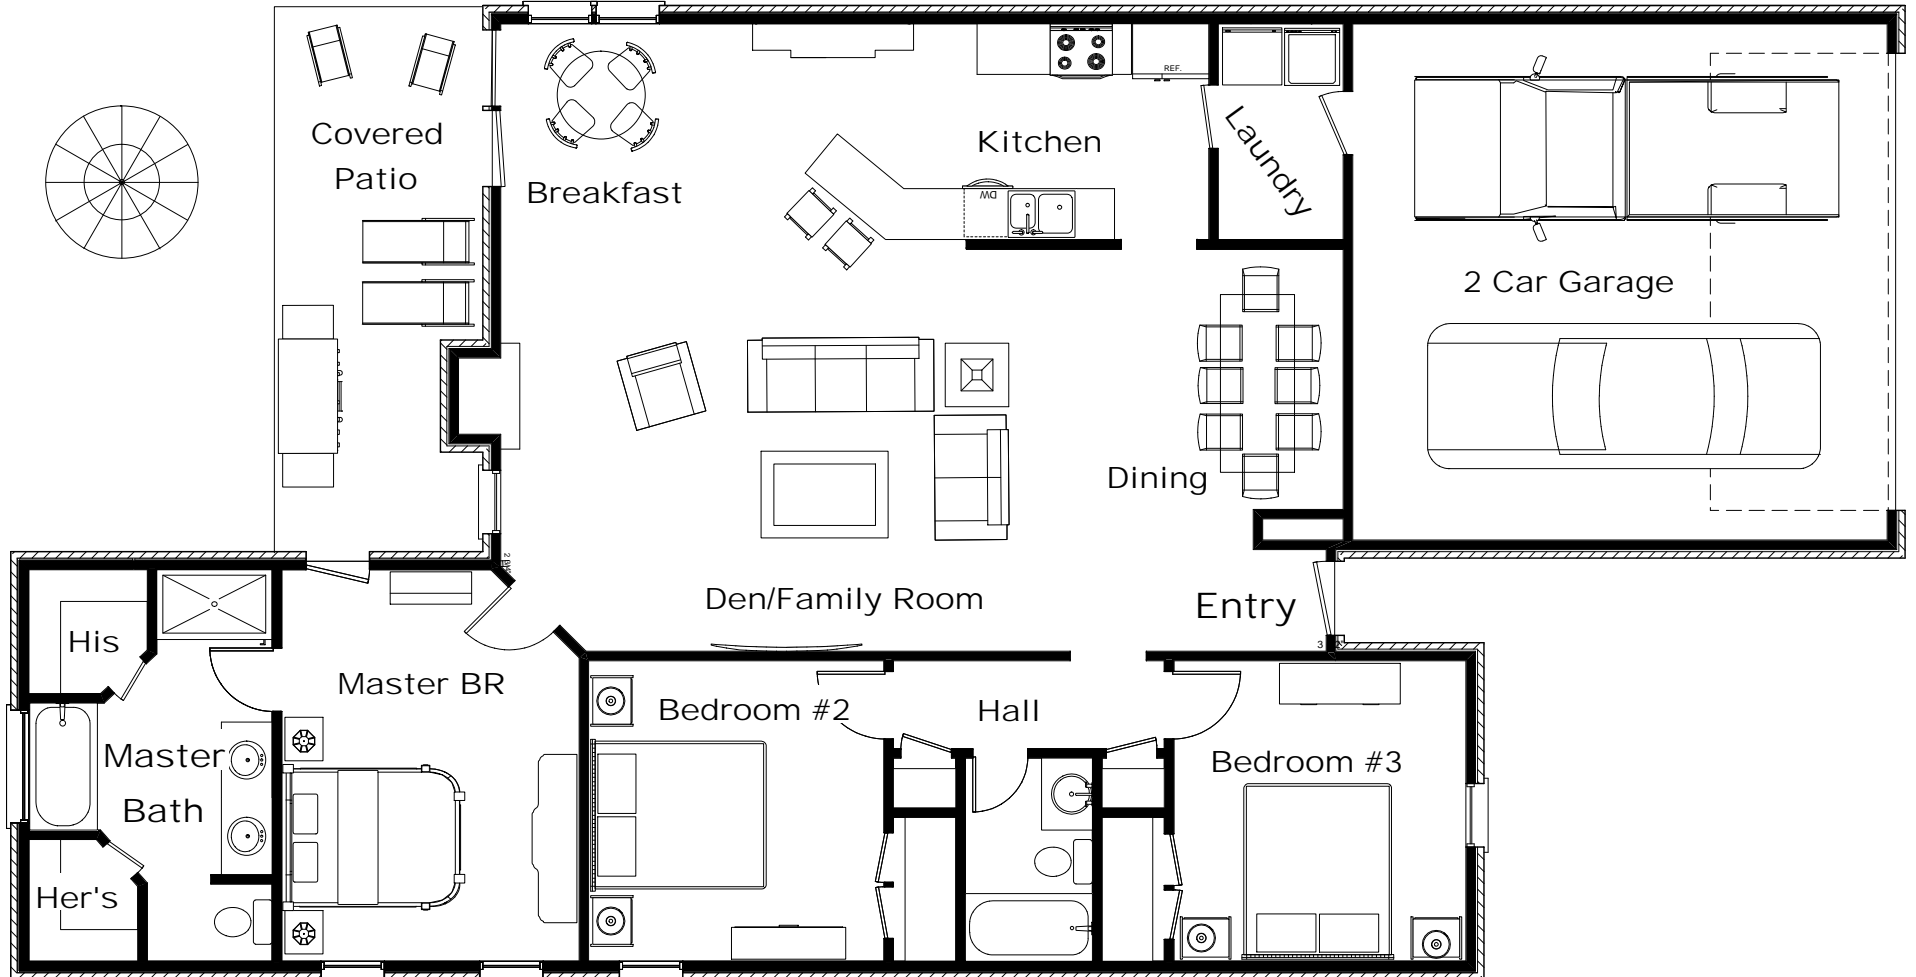 REF.
Covered
Patio
Kitchen
Laundry
Breakfast
DW
2 Car Garage
Dining
Den/Family Room
Entry
His
Master BR
Bedroom #2
Hall
Master
Bath
Bedroom #3
Her's